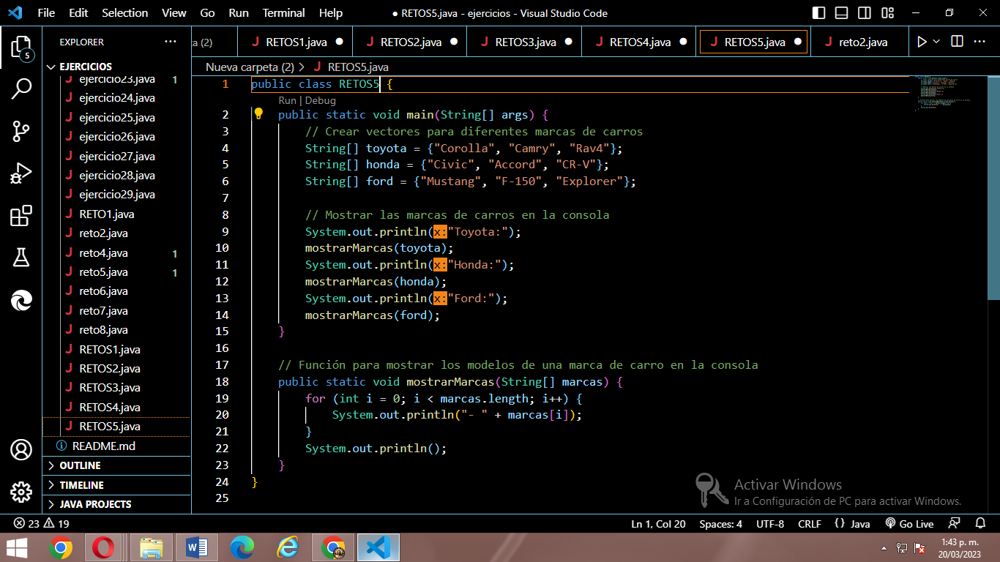 File Edit Selection View Go Run Terminal Help ● RETOS5.java - ejercicios - Visual Studio Code
EXPLORER ··· ta (2) RETOS1.java ● RETOS2.java ● RETOS3.java ● RETOS4.java ● RETOS5.java ● reto2.java ···
5
EJERCICIOS
ejercicio23.java 1
ejercicio24.java
ejercicio25.java
ejercicio26.java
ejercicio27.java
ejercicio28.java
ejercicio29.java
RETO1.java
reto2.java
reto4.java 1
reto5.java 1
reto6.java
reto7.java
reto8.java
RETOS1.java
RETOS2.java
RETOS3.java
RETOS4.java
RETOS5.java
README.md
OUTLINE
TIMELINE
JAVA PROJECTS
Nueva carpeta (2) > RETOS5.java
1 public class RETOS5 {
Run | Debug
2 public static void main(String[] args) {
3 // Crear vectores para diferentes marcas de carros
4 String[] toyota = {"Corolla", "Camry", "Rav4"};
5 String[] honda = {"Civic", "Accord", "CR-V"};
6 String[] ford = {"Mustang", "F-150", "Explorer"};
7
8 // Mostrar las marcas de carros en la consola
9 System.out.println(x:"Toyota:");
10 mostrarMarcas(toyota);
11 System.out.println(x:"Honda:");
12 mostrarMarcas(honda);
13 System.out.println(x:"Ford:");
14 mostrarMarcas(ford);
15 }
16
17 // Función para mostrar los modelos de una marca de carro en la consola
18 public static void mostrarMarcas(String[] marcas) {
19 for (int i = 0; i < marcas.length; i++) {
20 System.out.println("- " + marcas[i]);
21 }
22 System.out.println();
23 }
24 }
25
Activar Windows
Ir a Configuración de PC para activar Windows.
23 19 Ln 1, Col 20 Spaces: 4 UTF-8 CRLF {} Java Go Live
1:43 p. m.
20/03/2023